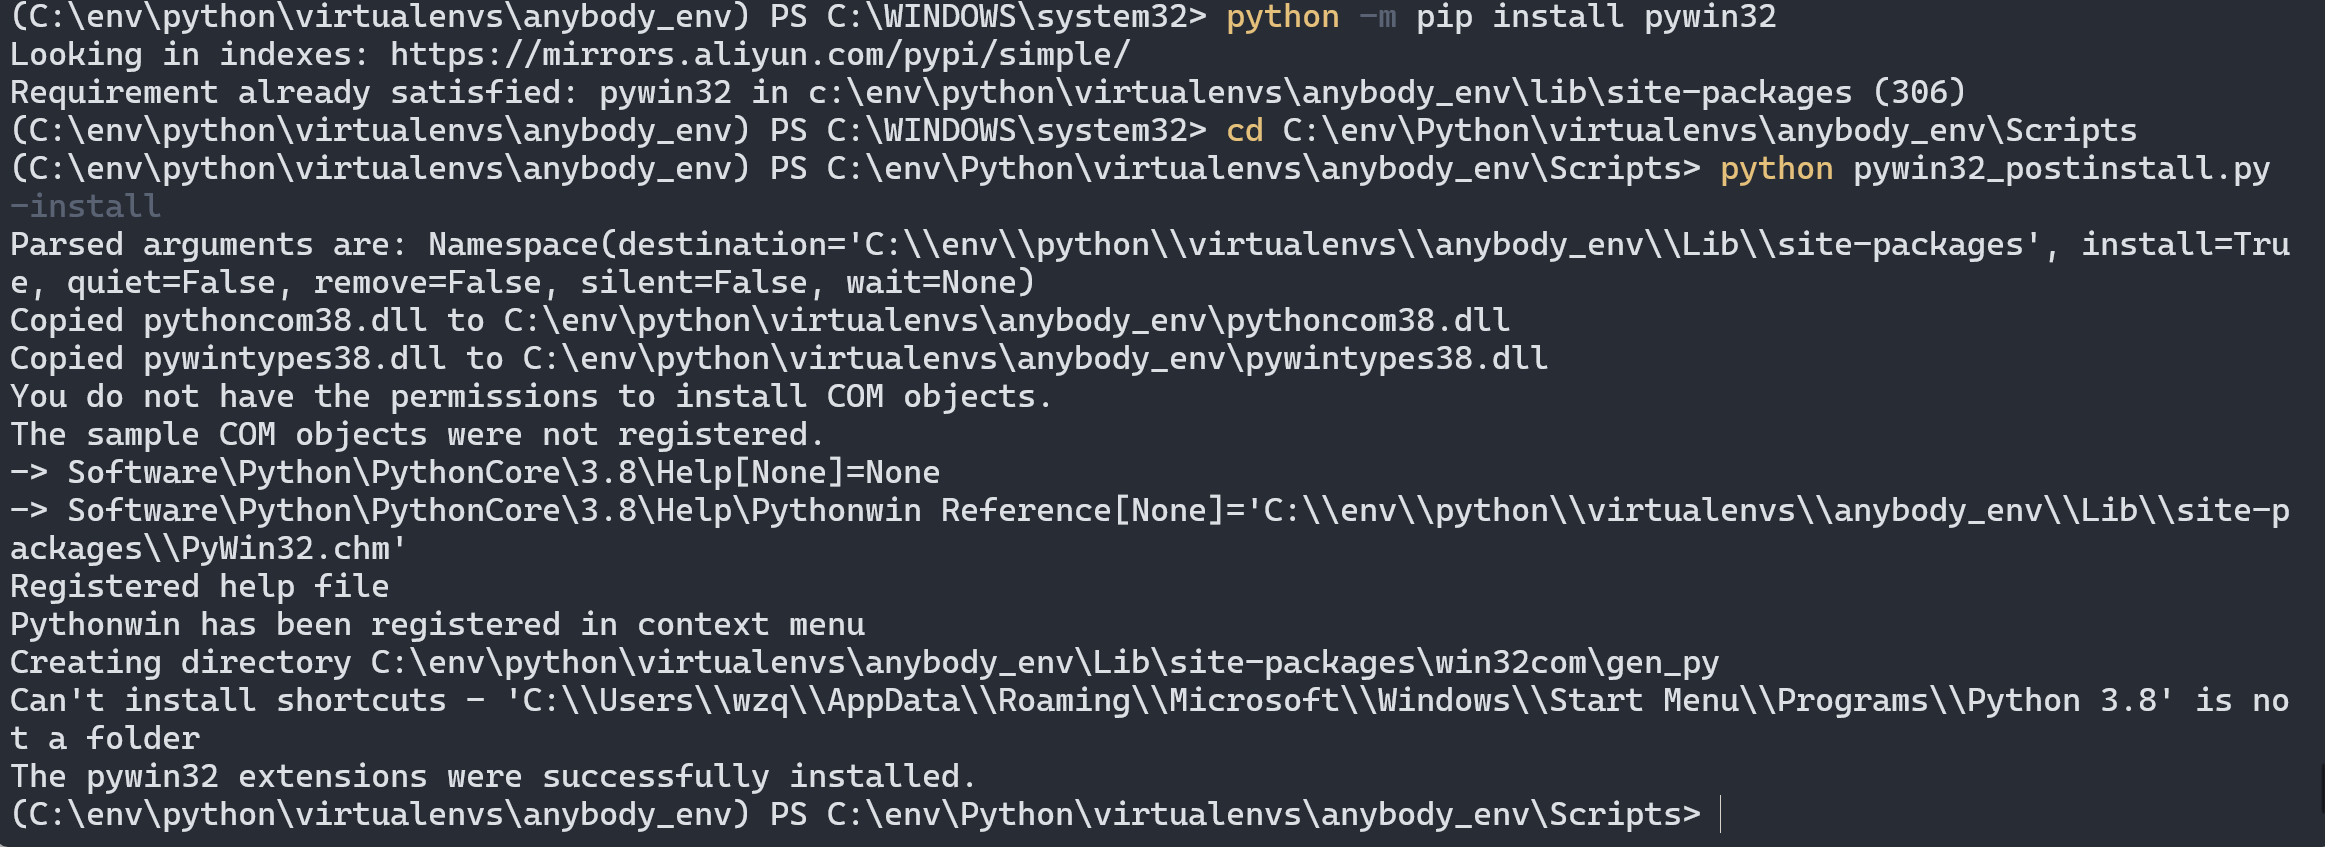 (C:\env\python\virtualenvs\anybody_env) PS C:\WINDOWS\system32> python -m pip install pywin32
Looking in indexes: https://mirrors.aliyun.com/pypi/simple/
Requirement already satisfied: pywin32 in c:\env\python\virtualenvs\anybody_env\lib\site-packages (306)
(C:\env\python\virtualenvs\anybody_env) PS C:\WINDOWS\system32> cd C:\env\Python\virtualenvs\anybody_env\Scripts
(C:\env\python\virtualenvs\anybody_env) PS C:\env\Python\virtualenvs\anybody_env\Scripts> python pywin32_postinstall.py
-install
Parsed arguments are: Namespace(destination='C:\\env\\python\\virtualenvs\\anybody_env\\Lib\\site-packages', install=Tru
e, quiet=False, remove=False, silent=False, wait=None)
Copied pythoncom38.dll to C:\env\python\virtualenvs\anybody_env\pythoncom38.dll
Copied pywintypes38.dll to C:\env\python\virtualenvs\anybody_env\pywintypes38.dll
You do not have the permissions to install COM objects.
The sample COM objects were not registered.
-> Software\Python\PythonCore\3.8\Help[None]=None
-> Software\Python\PythonCore\3.8\Help\Pythonwin Reference[None]='C:\\env\\python\\virtualenvs\\anybody_env\\Lib\\site-p
ackages\\PyWin32.chm'
Registered help file
Pythonwin has been registered in context menu
Creating directory C:\env\python\virtualenvs\anybody_env\Lib\site-packages\win32com\gen_py
Can't install shortcuts - 'C:\\Users\\wzq\\AppData\\Roaming\\Microsoft\\Windows\\Start Menu\\Programs\\Python 3.8' is no
t a folder
The pywin32 extensions were successfully installed.
(C:\env\python\virtualenvs\anybody_env) PS C:\env\Python\virtualenvs\anybody_env\Scripts>